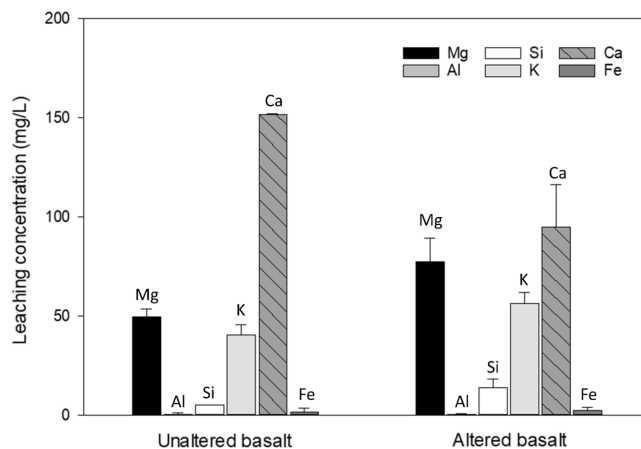 200
150
100
50
0
Leaching concentration (mg/L)
Mg Si Ca
Al K Fe
Mg
Al
Si
K
Ca
Fe
Mg
Al
Si
K
Ca
Fe
Unaltered basalt
Altered basalt